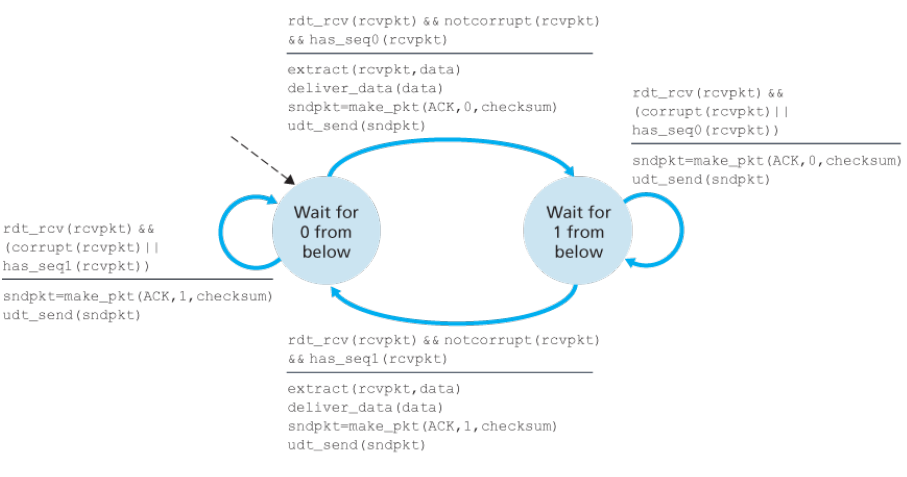 rdt_rcv(rcvpkt) && notcorrupt(rcvpkt)
&& has_seq0(rcvpkt)
extract(rcvpkt,data)
deliver_data(data)
sndpkt=make_pkt(ACK,0,checksum)
udt_send(sndpkt)
rdt_rcv(rcvpkt) &&
(corrupt(rcvpkt)||
has_seq0(rcvpkt))
sndpkt=make_pkt(ACK,0,checksum)
udt_send(sndpkt)
Wait for
0 from
below
Wait for
1 from
below
rdt_rcv(rcvpkt) &&
(corrupt(rcvpkt)||
has_seq1(rcvpkt))
sndpkt=make_pkt(ACK,1,checksum)
udt_send(sndpkt)
rdt_rcv(rcvpkt) && notcorrupt(rcvpkt)
&& has_seq1(rcvpkt)
extract(rcvpkt,data)
deliver_data(data)
sndpkt=make_pkt(ACK,1,checksum)
udt_send(sndpkt)